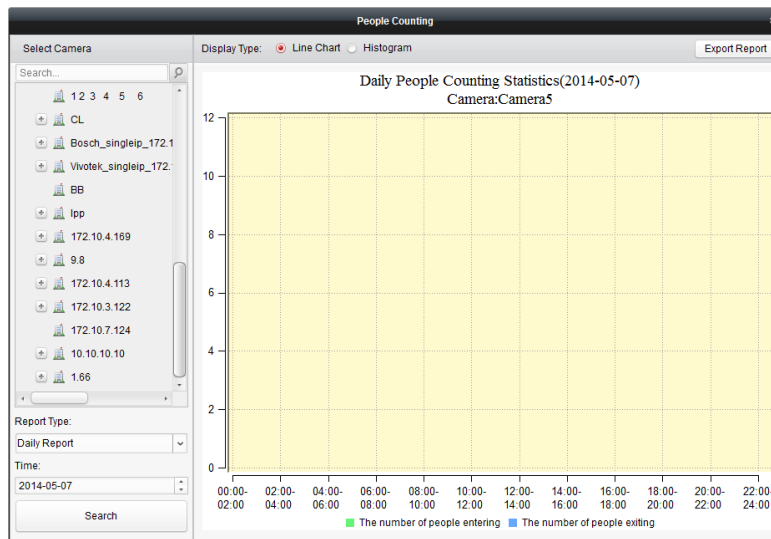 People Counting
Select Camera
Display Type: Line Chart Histogram
Export Report
Search...
1 2 3 4 5 6
CL
Bosch_singleip_172.1
Vivotek_singleip_172.
BB
Ipp
172.10.4.169
9.8
172.10.4.113
172.10.3.122
172.10.7.124
10.10.10.10
1.66
Report Type:
Daily Report
Time:
2014-05-07
Search
Daily People Counting Statistics(2014-05-07)
Camera:Camera5
12
10
8
6
4
2
0
00:00- 02:00- 04:00- 06:00- 08:00- 10:00- 12:00- 14:00- 16:00- 18:00- 20:00- 22:00-
02:00 04:00 06:00 08:00 10:00 12:00 14:00 16:00 18:00 20:00 22:00 24:00
The number of people entering The number of people exiting